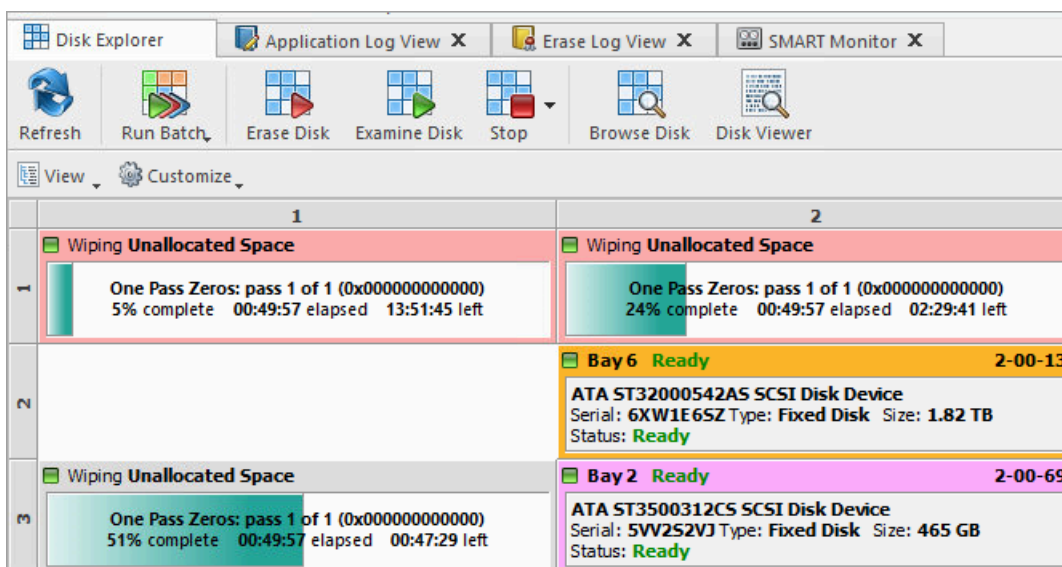 Disk Explorer Application Log View X Erase Log View X SMART Monitor X
Refresh Run Batch Erase Disk Examine Disk Stop Browse Disk Disk Viewer
View Customize
1 2
1
Wiping Unallocated Space
One Pass Zeros: pass 1 of 1 (0x000000000000)
5% complete 00:49:57 elapsed 13:51:45 left
Wiping Unallocated Space
One Pass Zeros: pass 1 of 1 (0x000000000000)
24% complete 00:49:57 elapsed 02:29:41 left
2
Bay 6 Ready 2-00-13
ATA ST32000542AS SCSI Disk Device
Serial: 6XW1E6SZ Type: Fixed Disk Size: 1.82 TB
Status: Ready
3
Wiping Unallocated Space
One Pass Zeros: pass 1 of 1 (0x000000000000)
51% complete 00:49:57 elapsed 00:47:29 left
Bay 2 Ready 2-00-69
ATA ST3500312CS SCSI Disk Device
Serial: 5VV2S2VJ Type: Fixed Disk Size: 465 GB
Status: Ready